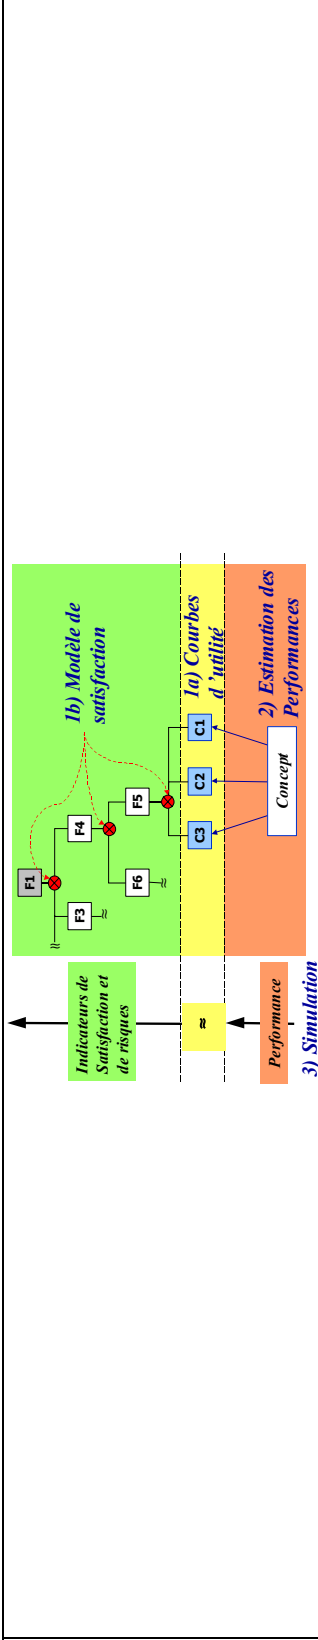 F1
F3
F4
F6
F5
1b) Modèle de
satisfaction
C3
C2
C1
1a) Courbes
d 'utilité
Concept
2) Estimation des
Performances
Indicateurs de
Satisfaction et
de risques
≈
Performance
3) Simulation